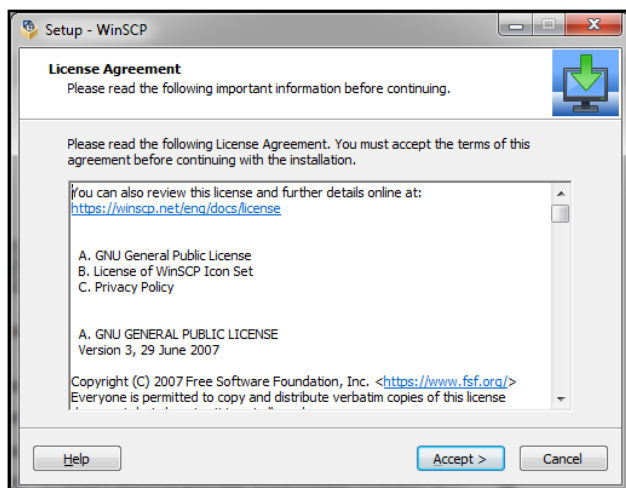 Setup - WinSCP
License Agreement
Please read the following important information before continuing.
Please read the following License Agreement. You must accept the terms of this
agreement before continuing with the installation.
You can also review this license and further details online at:
https://winscp.net/eng/docs/license
A. GNU General Public License
B. License of WinSCP Icon Set
C. Privacy Policy
A. GNU GENERAL PUBLIC LICENSE
Version 3, 29 June 2007
Copyright (C) 2007 Free Software Foundation, Inc. <https://www.fsf.org/>
Everyone is permitted to copy and distribute verbatim copies of this license
Help
Accept >
Cancel